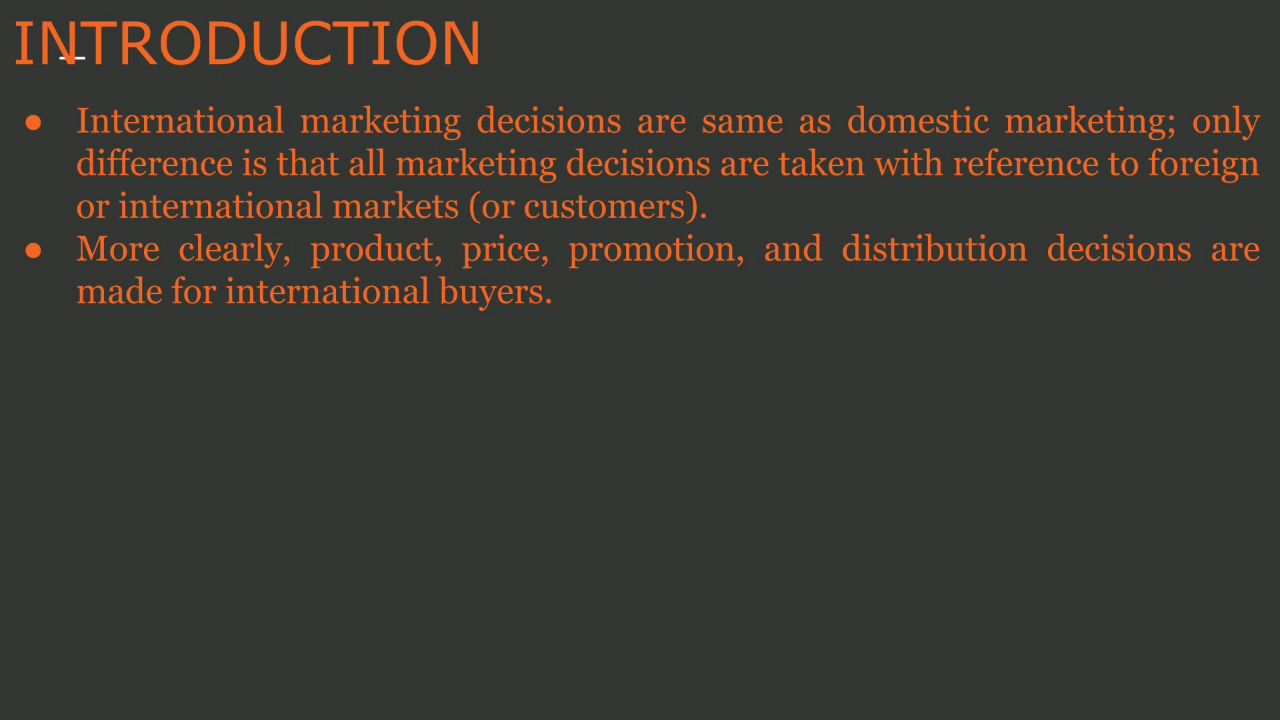 INTRODUCTION
● International marketing decisions are same as domestic marketing; only
difference is that all marketing decisions are taken with reference to foreign
or international markets (or customers).
● More clearly, product, price, promotion, and distribution decisions are
made for international buyers.